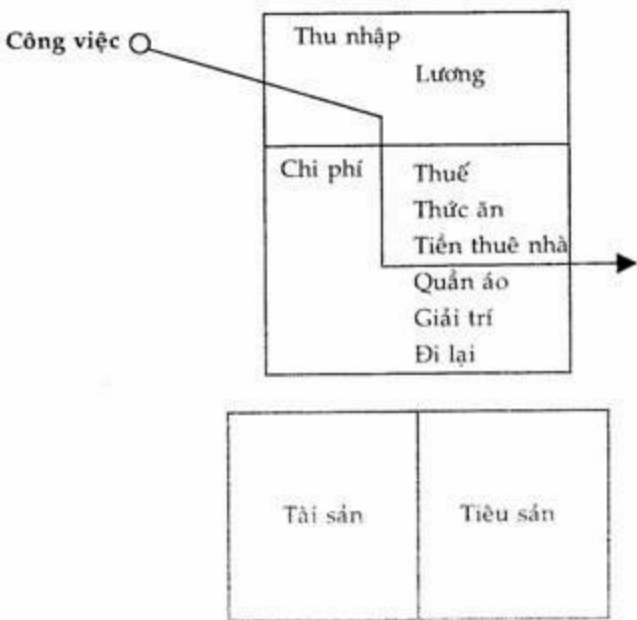 Công việc
Thu nhập
Lương
Chi phí
Thuế
Thức ăn
Tiền thuê nhà
Quần áo
Giải trí
Đi lại
Tài sản
Tiêu sản